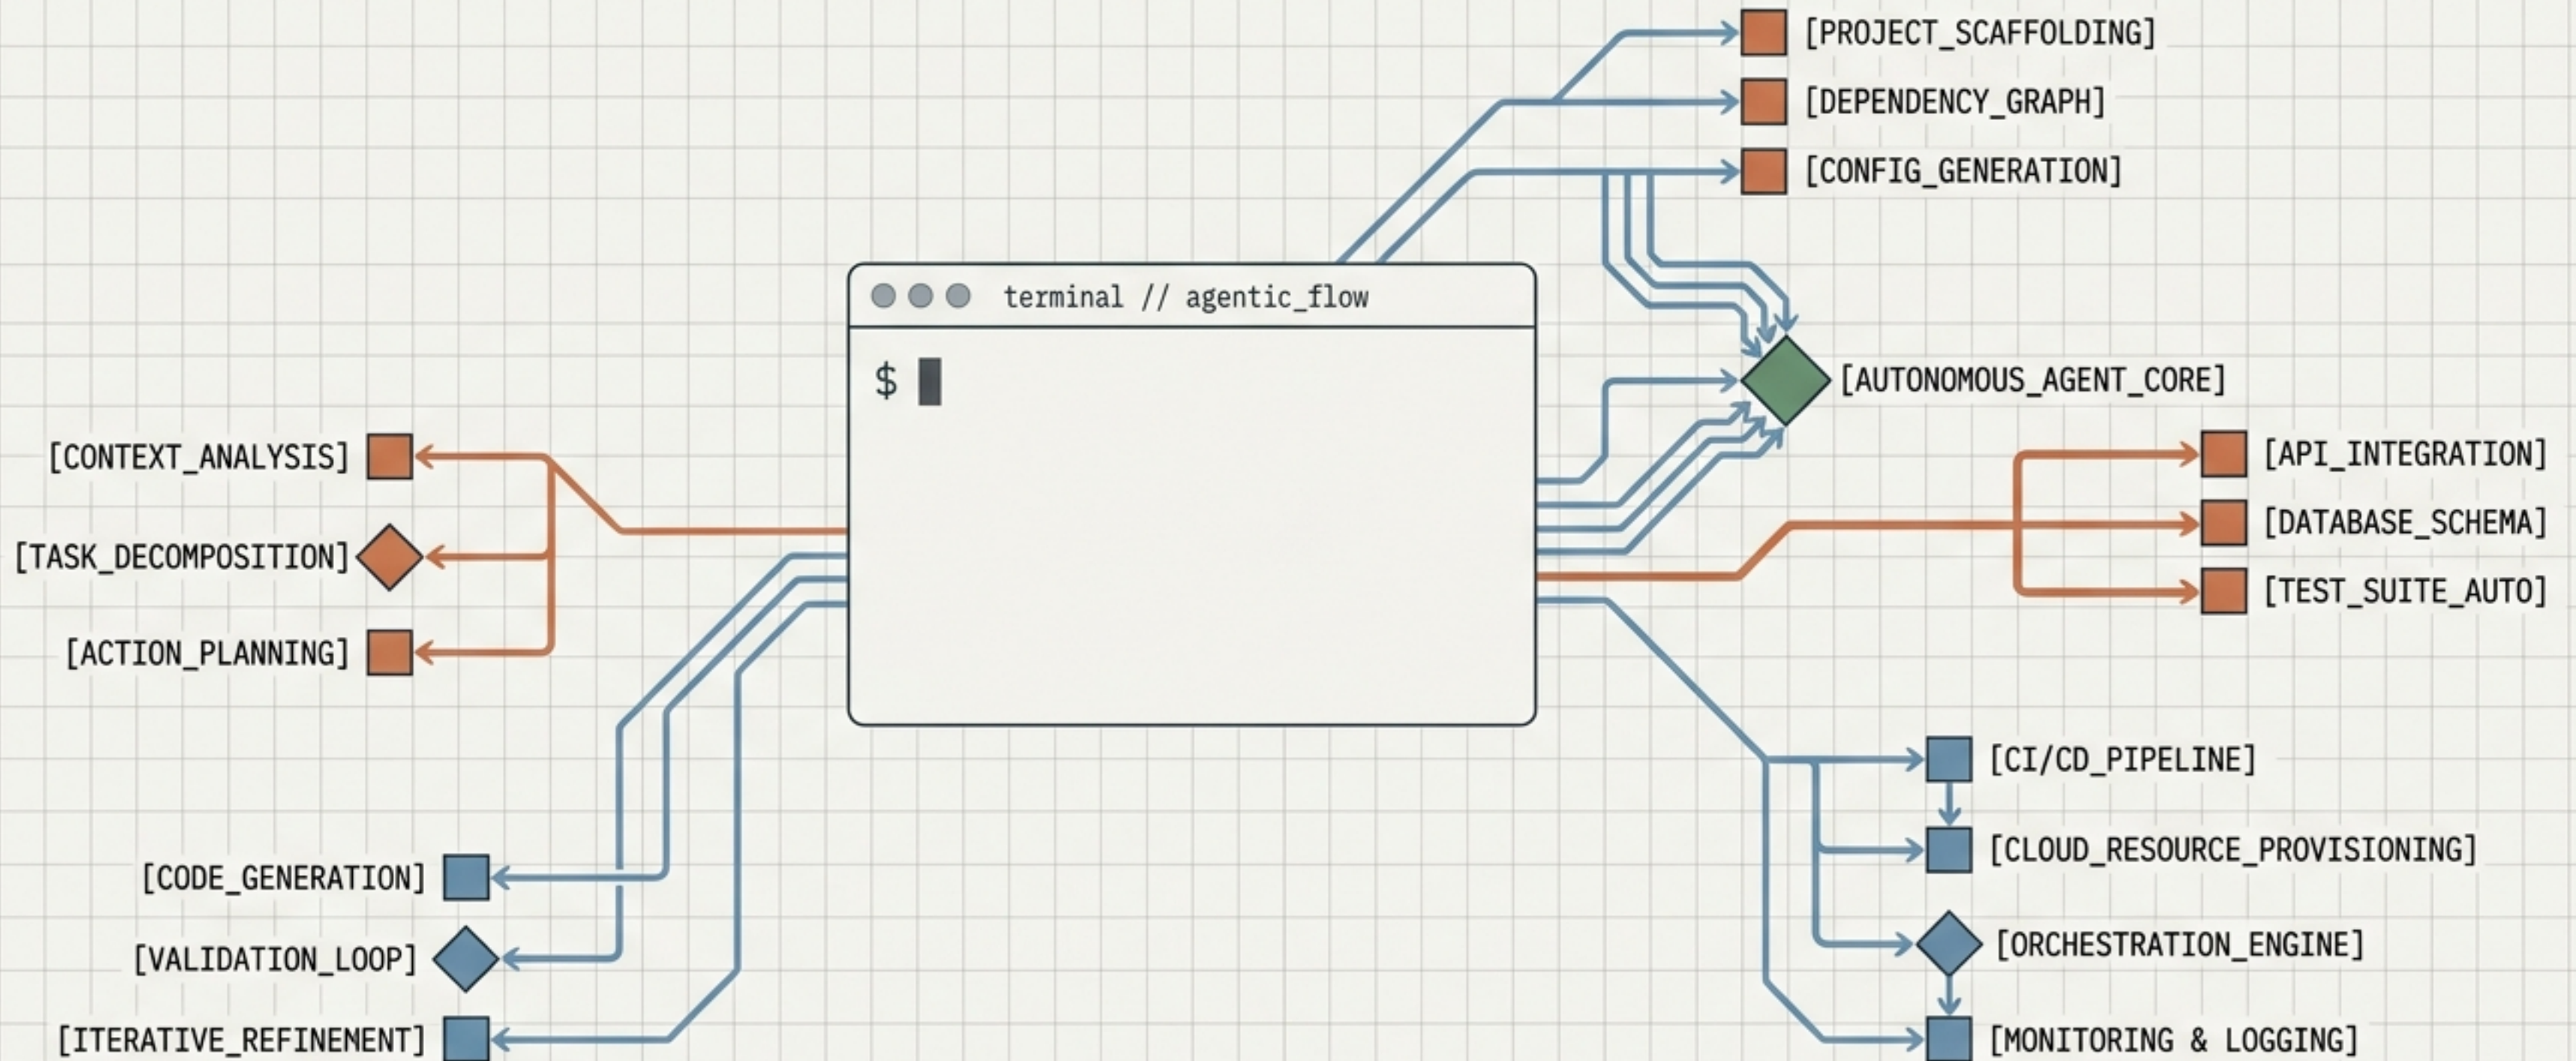 [PROJECT_SCAFFOLDING]
[DEPENDENCY_GRAPH]
[CONFIG_GENERATION]
terminal // agentic_flow
$
[AUTONOMOUS_AGENT_CORE]
[CONTEXT_ANALYSIS]
[TASK_DECOMPOSITION]
[ACTION_PLANNING]
[API_INTEGRATION]
[DATABASE_SCHEMA]
[TEST_SUITE_AUTO]
[CODE_GENERATION]
[VALIDATION_LOOP]
[ITERATIVE_REFINEMENT]
[CI/CD_PIPELINE]
[CLOUD_RESOURCE_PROVISIONING]
[ORCHESTRATION_ENGINE]
[MONITORING & LOGGING]